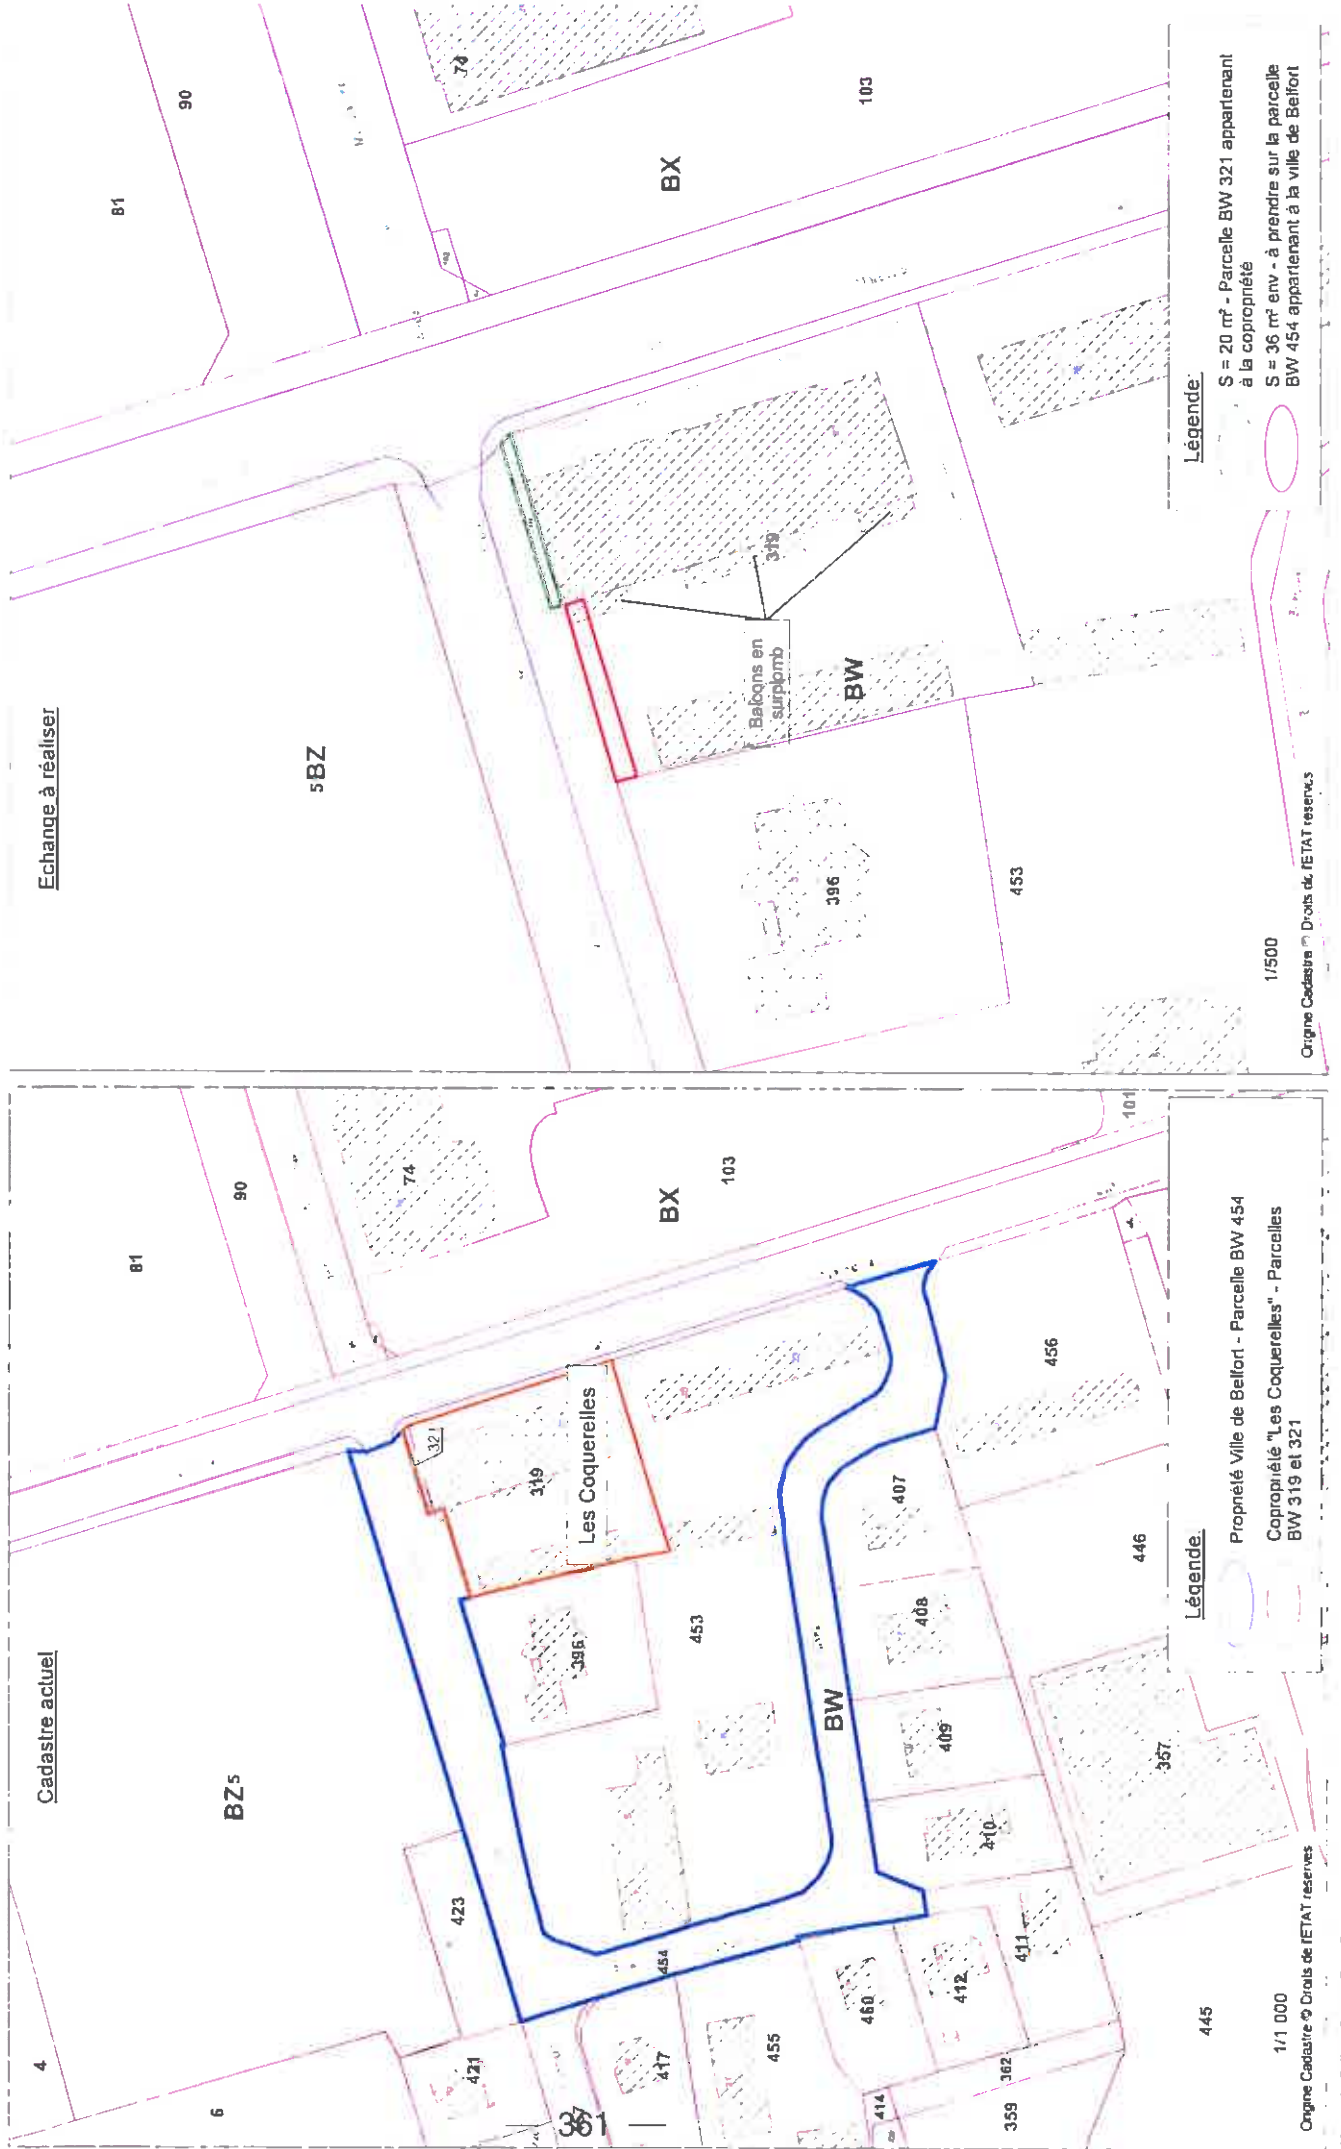 Cadastre actuel
4
6
BZ5
81
90
74
BX
103
101
423
421
417
454
455
460
412
411
414
362
359
445
321
319
Les Coquerelles
396
453
BW
407
408
409
410
456
446
357
Légende
Propriété Ville de Belfort - Parcelle BW 454
Copropriété "Les Coquerelles" - Parcelles
BW 319 et 321
1/1 000
Origine Cadastre © Droits de l'ETAT reserves
361
Echange à réaliser
5 BZ
81
90
74
BX
103
319
Balcons en
surplomb
BW
396
453
Légende
S = 20 m² - Parcelle BW 321 appartenant
à la copropriété
S = 36 m² env - à prendre sur la parcelle
BW 454 appartenant à la ville de Belfort
1/500
Origine Cadastre © Droits de l'ETAT reserves